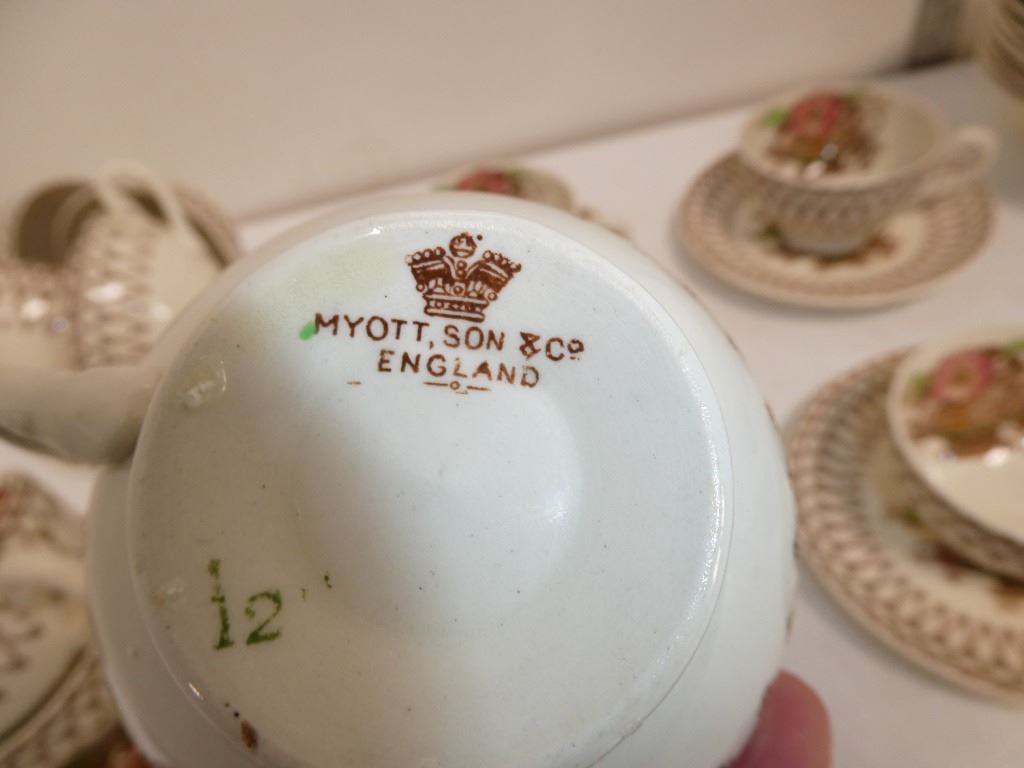 MYOTT, SON & Cº
ENGLAND
12